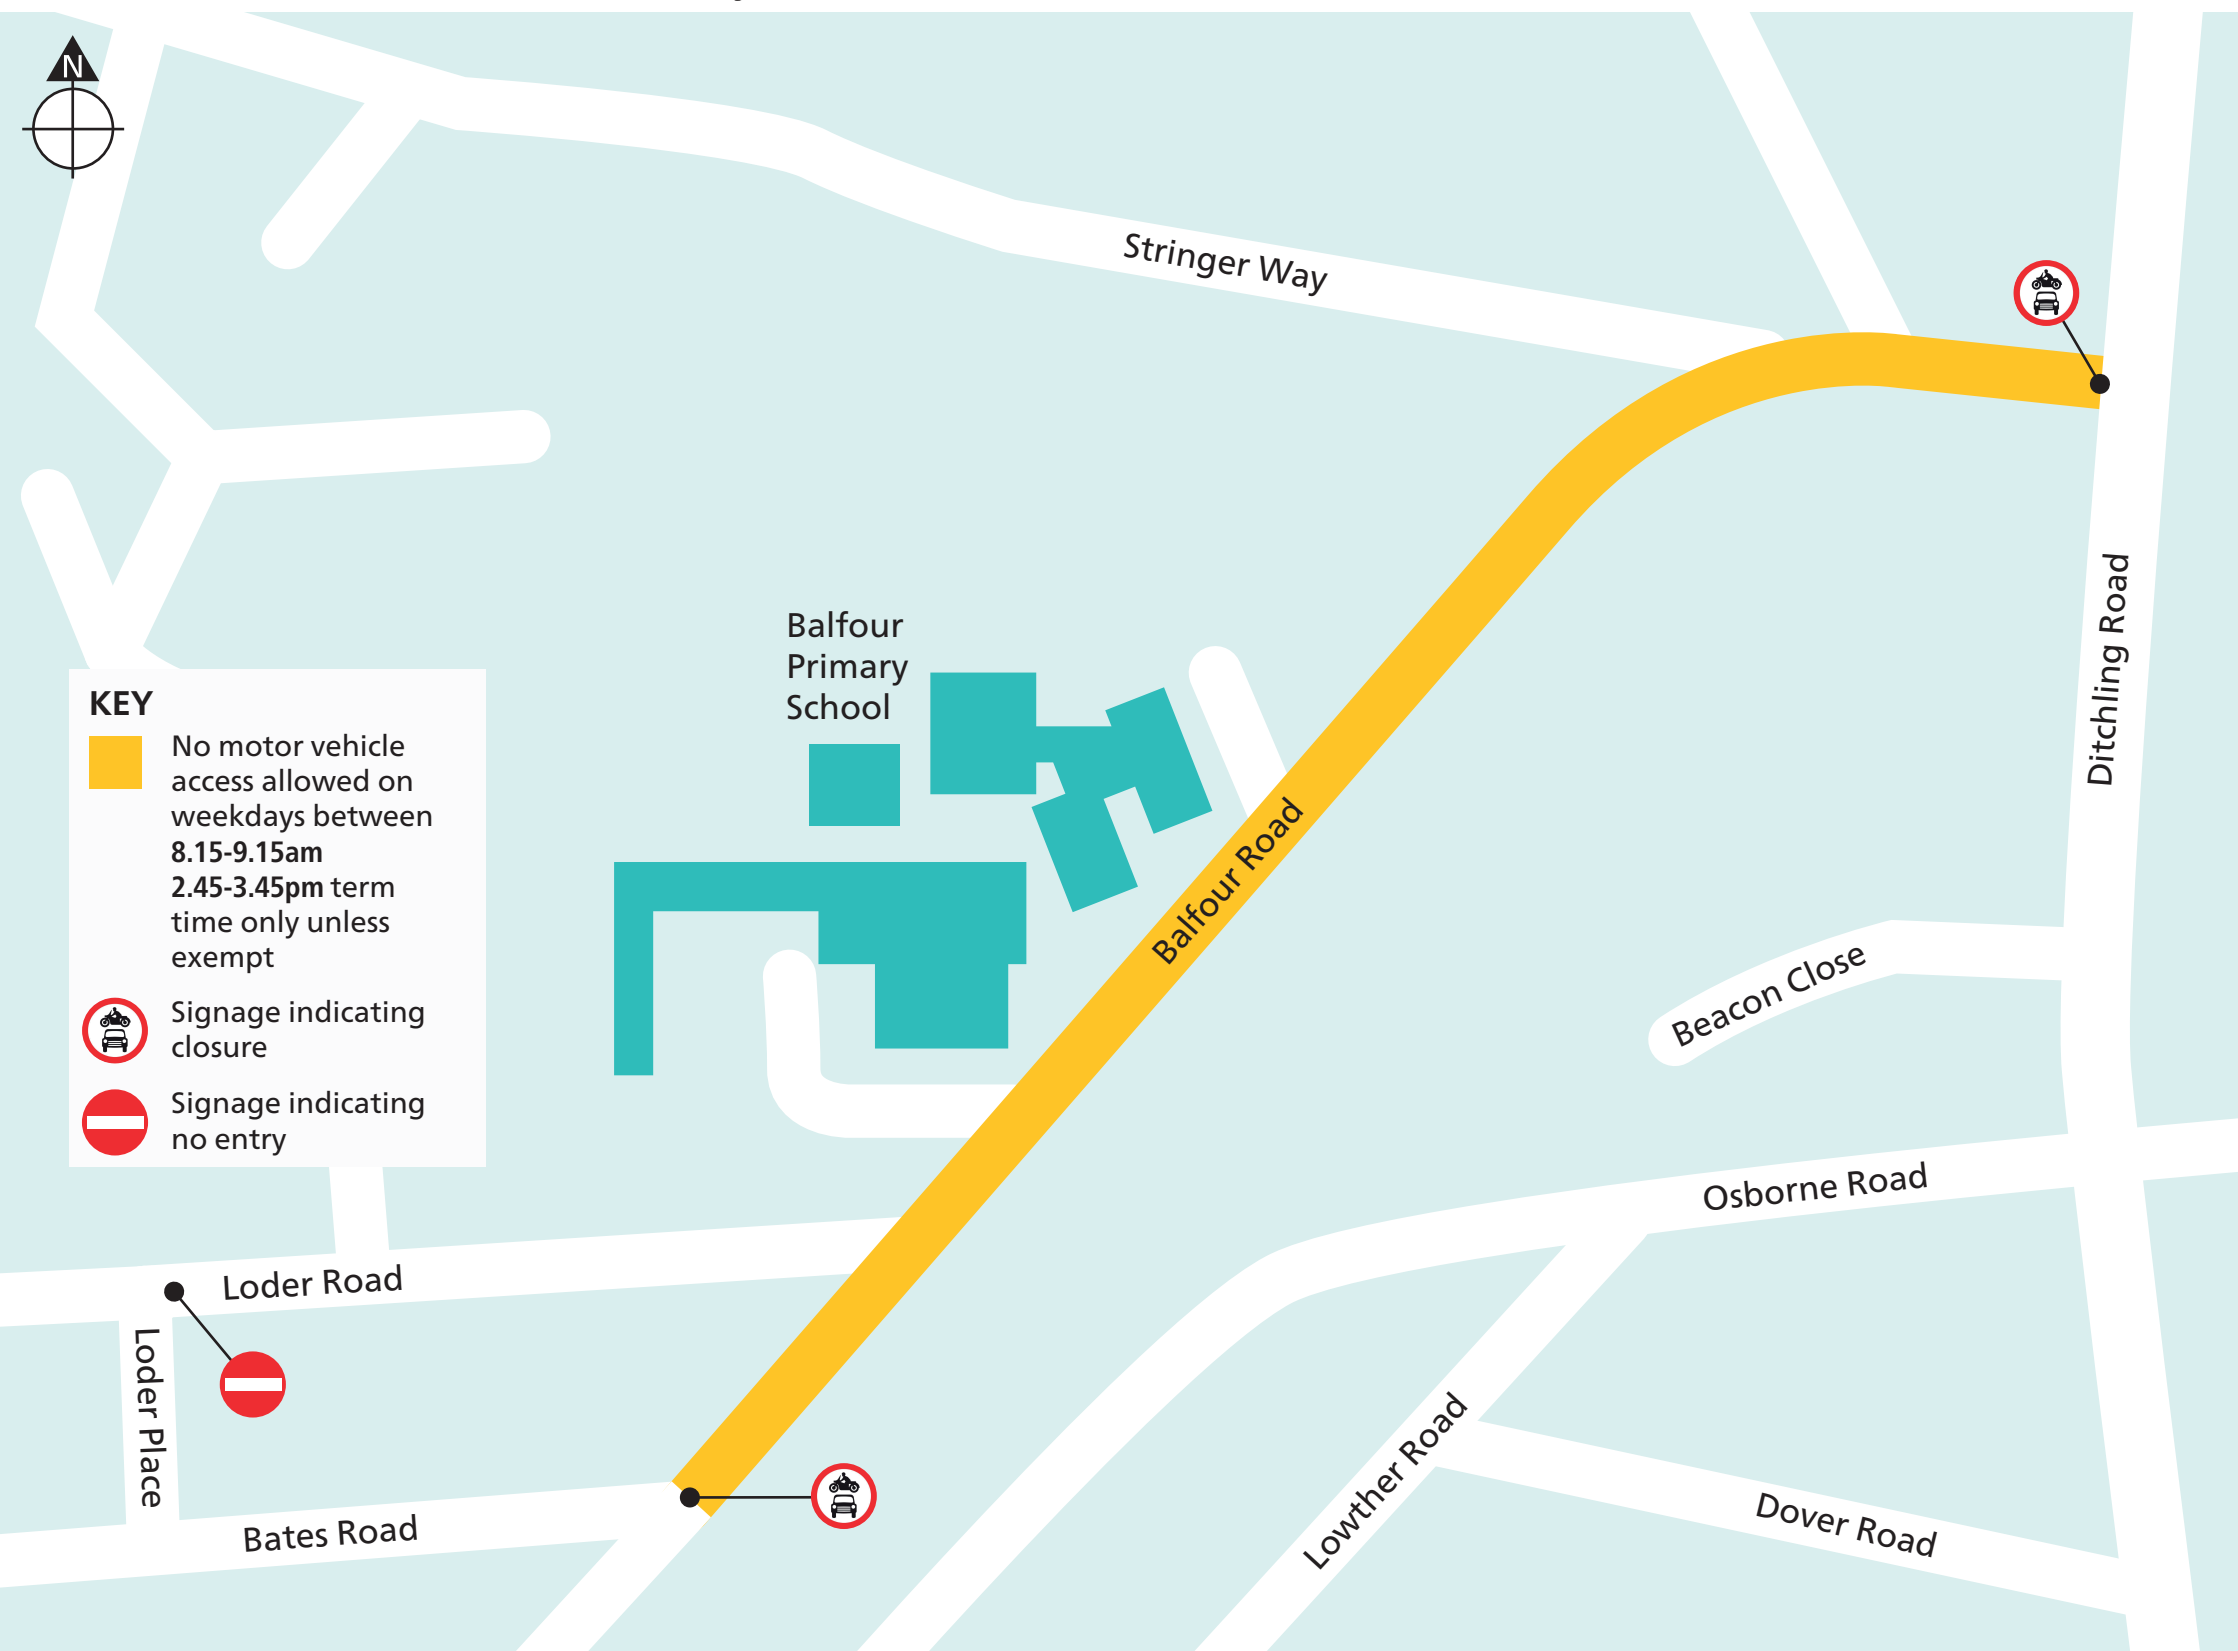 N
Stringer Way
Ditchling Road
Balfour
Primary
School
Balfour Road
Beacon Close
KEY
No motor vehicle
access allowed on
weekdays between
8.15-9.15am
2.45-3.45pm term
time only unless
exempt
Signage indicating
closure
Signage indicating
no entry
Osborne Road
Loder Road
Loder Place
Bates Road
Lowther Road
Dover Road